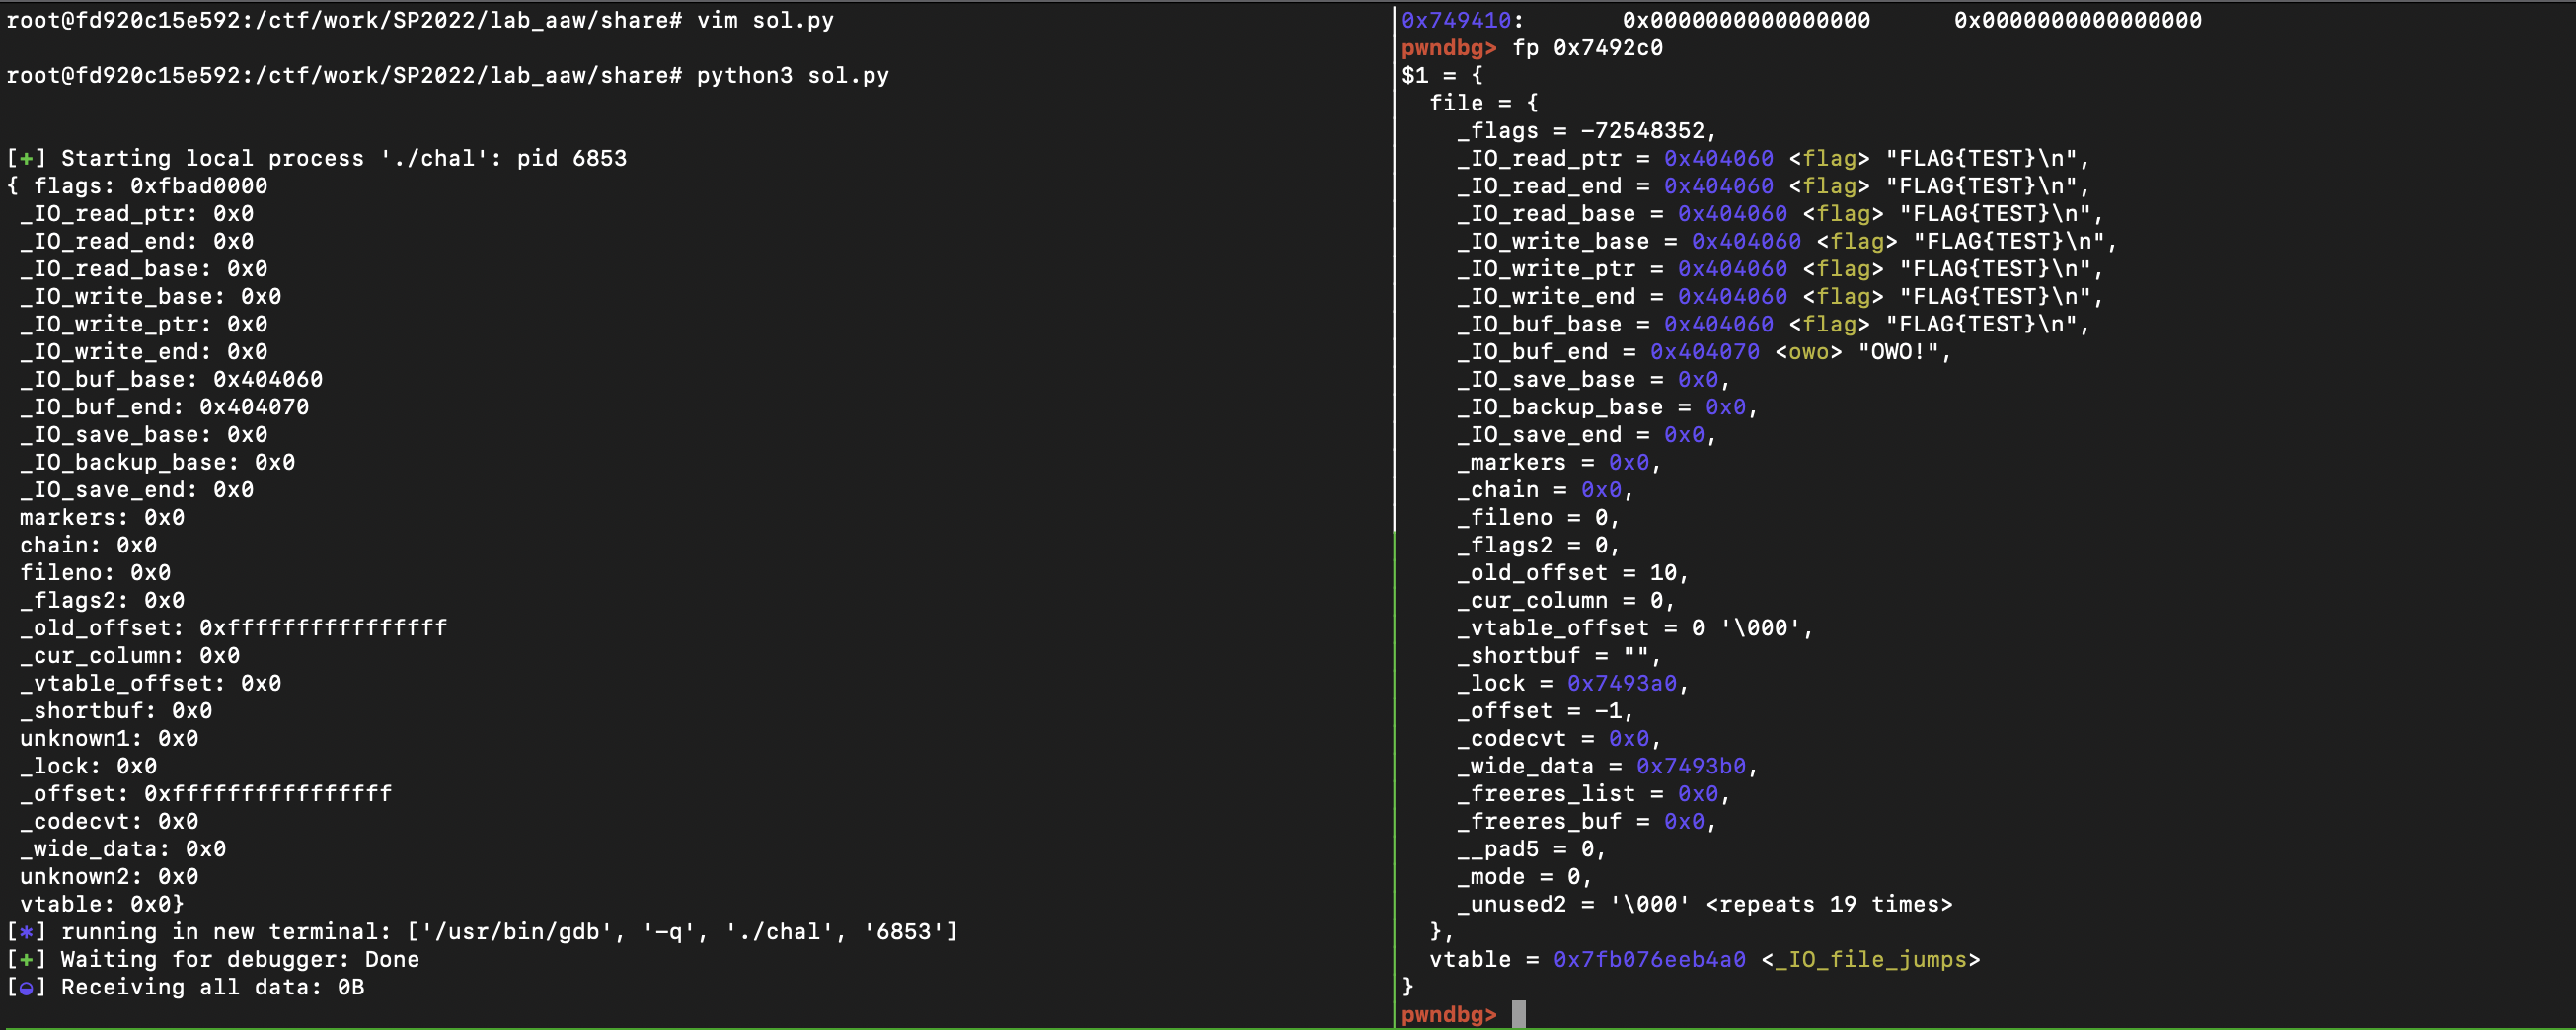 root@fd920c15e592:/ctf/work/SP2022/lab_aaw/share# vim sol.py
root@fd920c15e592:/ctf/work/SP2022/lab_aaw/share# python3 sol.py
[+] Starting local process './chal': pid 6853
{ flags: 0xfbad0000
_IO_read_ptr: 0x0
_IO_read_end: 0x0
_IO_read_base: 0x0
_IO_write_base: 0x0
_IO_write_ptr: 0x0
_IO_write_end: 0x0
_IO_buf_base: 0x404060
_IO_buf_end: 0x404070
_IO_save_base: 0x0
_IO_backup_base: 0x0
_IO_save_end: 0x0
markers: 0x0
chain: 0x0
fileno: 0x0
_flags2: 0x0
_old_offset: 0xffffffffffffffff
_cur_column: 0x0
_vtable_offset: 0x0
_shortbuf: 0x0
unknown1: 0x0
_lock: 0x0
_offset: 0xffffffffffffffff
_codecvt: 0x0
_wide_data: 0x0
unknown2: 0x0
vtable: 0x0}
[*] running in new terminal: ['/usr/bin/gdb', '-q', './chal', '6853']
[+] Waiting for debugger: Done
[◒] Receiving all data: 0B
0x749410: 0x0000000000000000 0x0000000000000000
pwndbg> fp 0x7492c0
$1 = {
file = {
_flags = -72548352,
_IO_read_ptr = 0x404060 <flag> "FLAG{TEST}\n",
_IO_read_end = 0x404060 <flag> "FLAG{TEST}\n",
_IO_read_base = 0x404060 <flag> "FLAG{TEST}\n",
_IO_write_base = 0x404060 <flag> "FLAG{TEST}\n",
_IO_write_ptr = 0x404060 <flag> "FLAG{TEST}\n",
_IO_write_end = 0x404060 <flag> "FLAG{TEST}\n",
_IO_buf_base = 0x404060 <flag> "FLAG{TEST}\n",
_IO_buf_end = 0x404070 <owo> "OWO!",
_IO_save_base = 0x0,
_IO_backup_base = 0x0,
_IO_save_end = 0x0,
_markers = 0x0,
_chain = 0x0,
_fileno = 0,
_flags2 = 0,
_old_offset = 10,
_cur_column = 0,
_vtable_offset = 0 '\000',
_shortbuf = "",
_lock = 0x7493a0,
_offset = -1,
_codecvt = 0x0,
_wide_data = 0x7493b0,
_freeres_list = 0x0,
_freeres_buf = 0x0,
__pad5 = 0,
_mode = 0,
_unused2 = '\000' <repeats 19 times>
},
vtable = 0x7fb076eeb4a0 <_IO_file_jumps>
}
pwndbg>